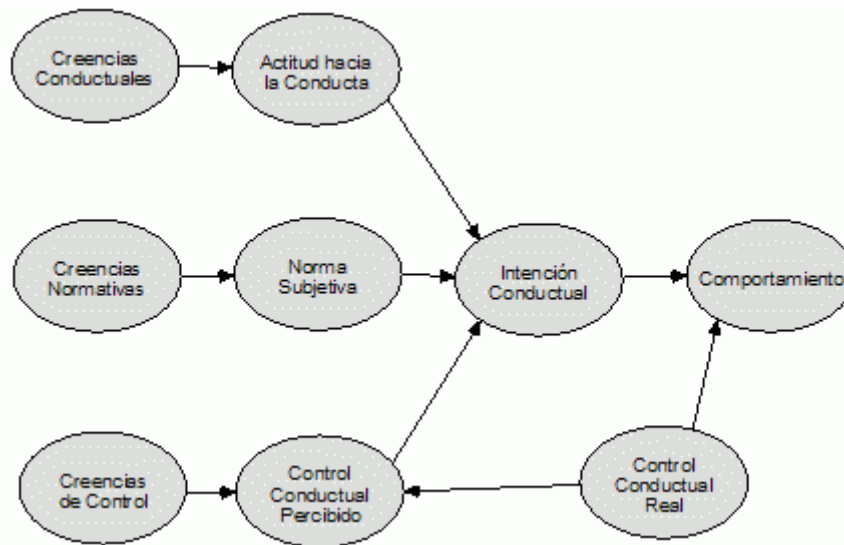 Creencias
Conductuales
Actitud hacia
la Conducta
Creencias
Normativas
Norma
Subjetiva
Intención
Conductual
Comportamiento
Creencias
de Control
Control
Conductual
Percibido
Control
Conductual
Real